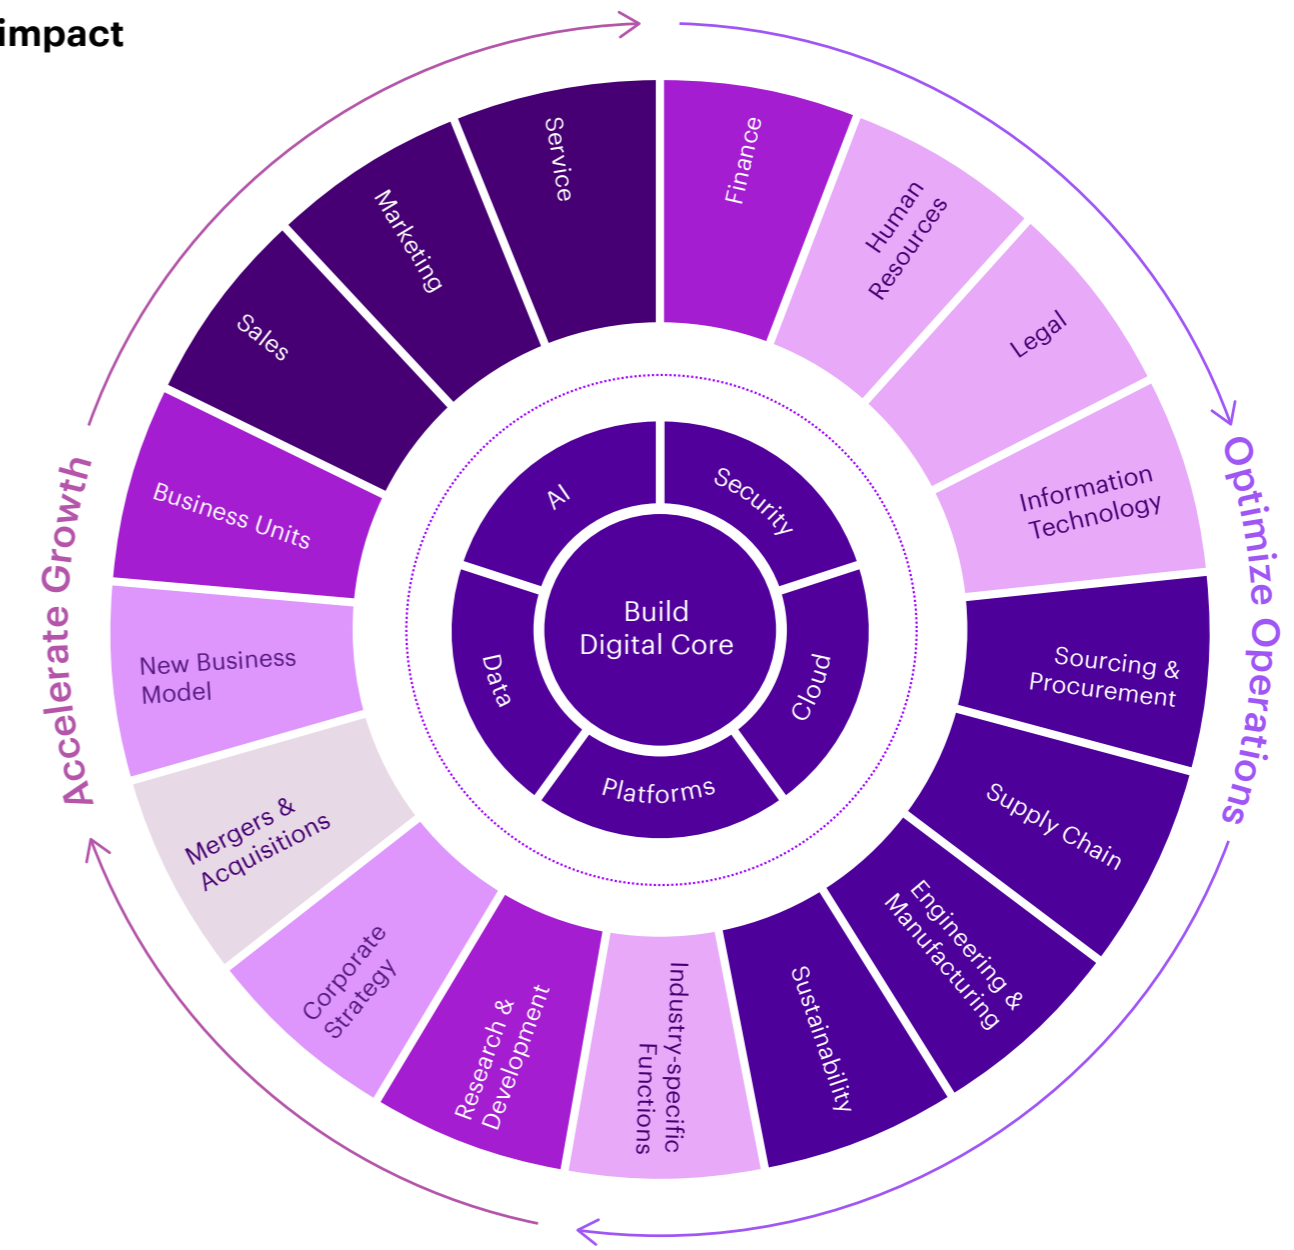 impact
Service
Finance
Human
Resources
Legal
Information
Technology
Sourcing &
Procurement
Supply Chain
Engineering &
Manufacturing
Sustainability
Industry-specific
Functions
Research &
Development
Corporate
Strategy
Mergers &
Acquisitions
New Business
Model
Business Units
Sales
Marketing
Accelerate Growth
Optimize Operations
AI
Security
Cloud
Platforms
Data
Build
Digital Core